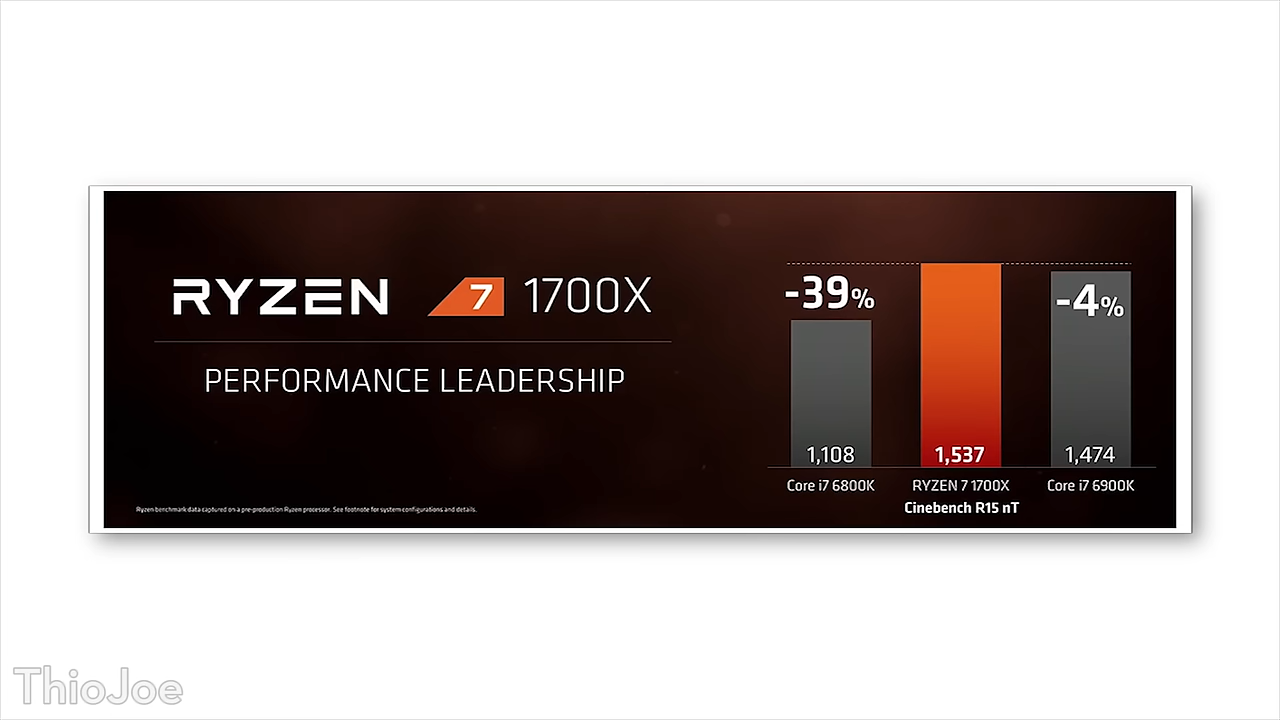 RYZEN 7 1700X
PERFORMANCE LEADERSHIP
Ryzen benchmark data captured on a pre-production Ryzen processor. See footnote for system configurations and details.
-39%
-4%
1,108
1,537
1,474
Core i7 6800K
RYZEN 7 1700X
Core i7 6900K
Cinebench R15 nT
ThioJoe